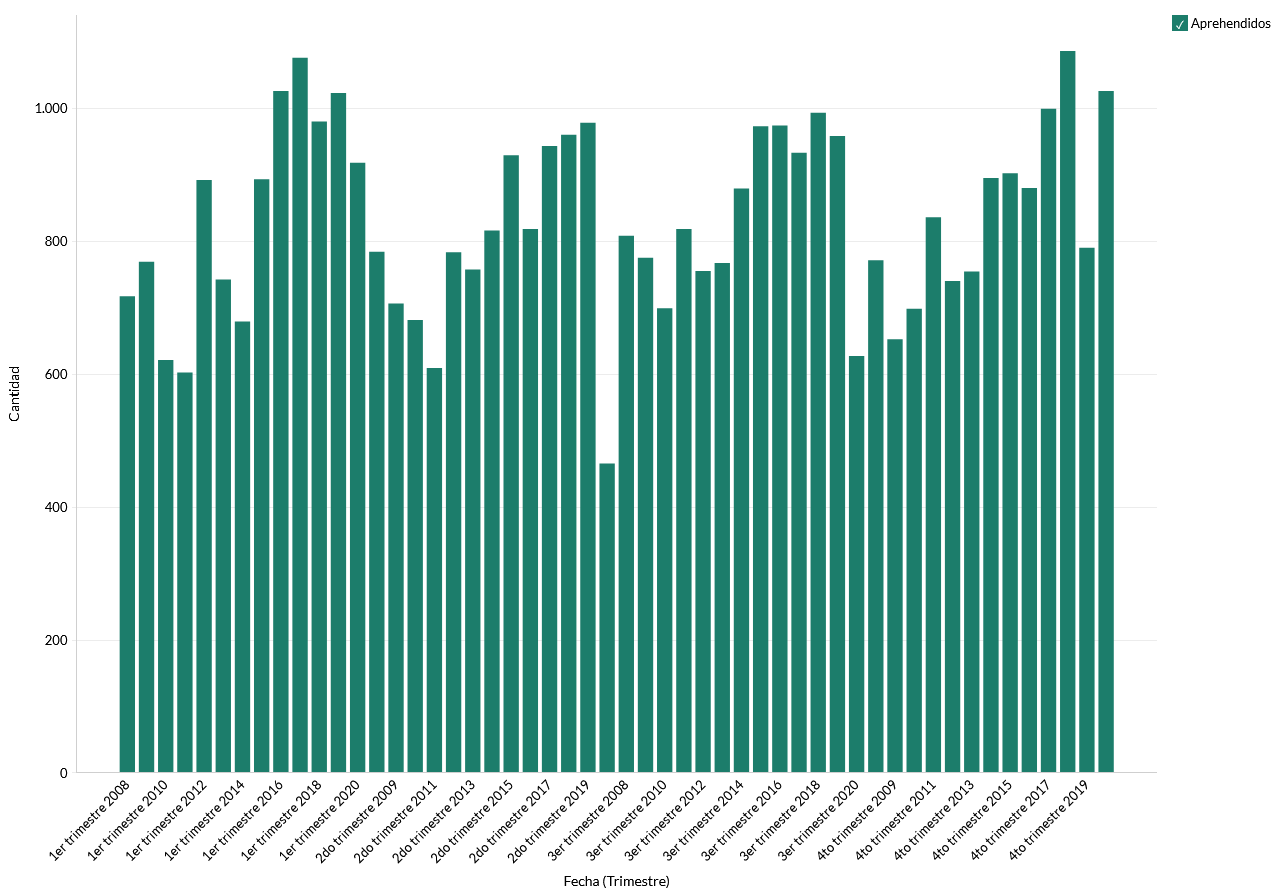 Aprehendidos
Cantidad
1.000
800
600
400
200
0
1er trimestre 2008
1er trimestre 2010
1er trimestre 2012
1er trimestre 2014
1er trimestre 2016
1er trimestre 2018
1er trimestre 2020
2do trimestre 2009
2do trimestre 2011
2do trimestre 2013
2do trimestre 2015
2do trimestre 2017
2do trimestre 2019
3er trimestre 2008
3er trimestre 2010
3er trimestre 2012
3er trimestre 2014
3er trimestre 2016
3er trimestre 2018
3er trimestre 2020
4to trimestre 2009
4to trimestre 2011
4to trimestre 2013
4to trimestre 2015
4to trimestre 2017
4to trimestre 2019
Fecha (Trimestre)